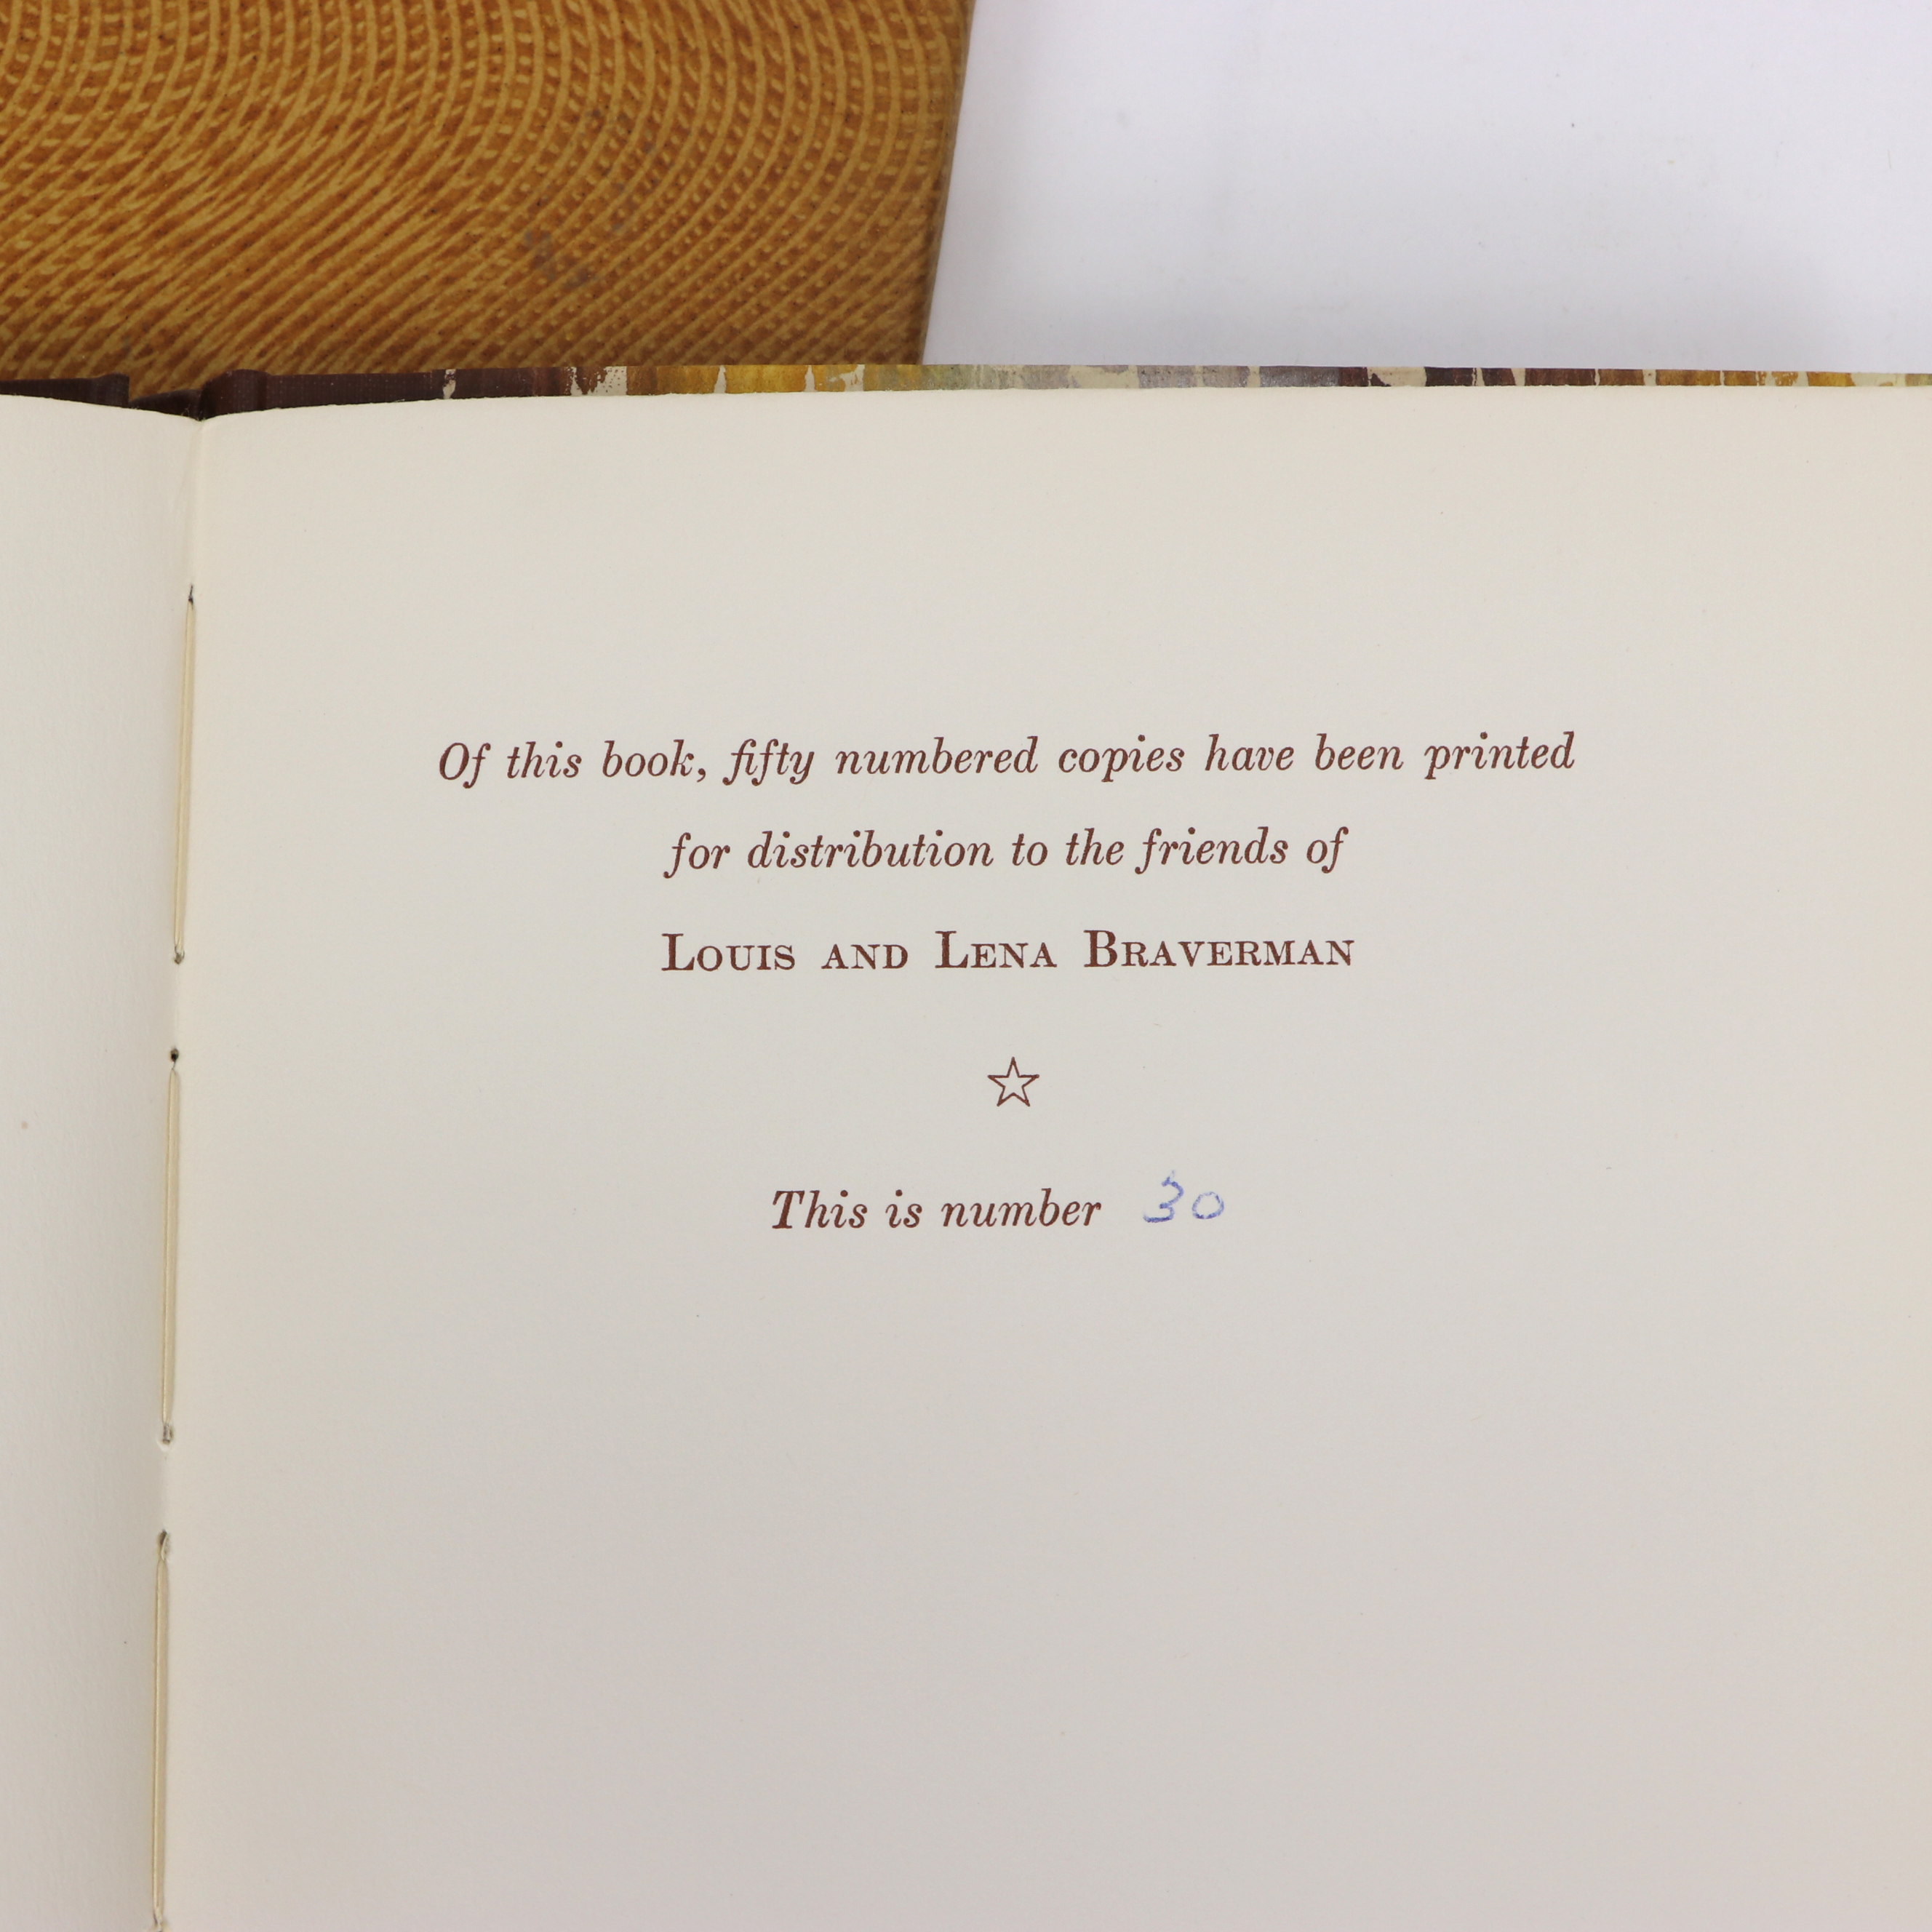 Of this book, fifty numbered copies have been printed
for distribution to the friends of
Louis and Lena Braverman
☆
This is number 30